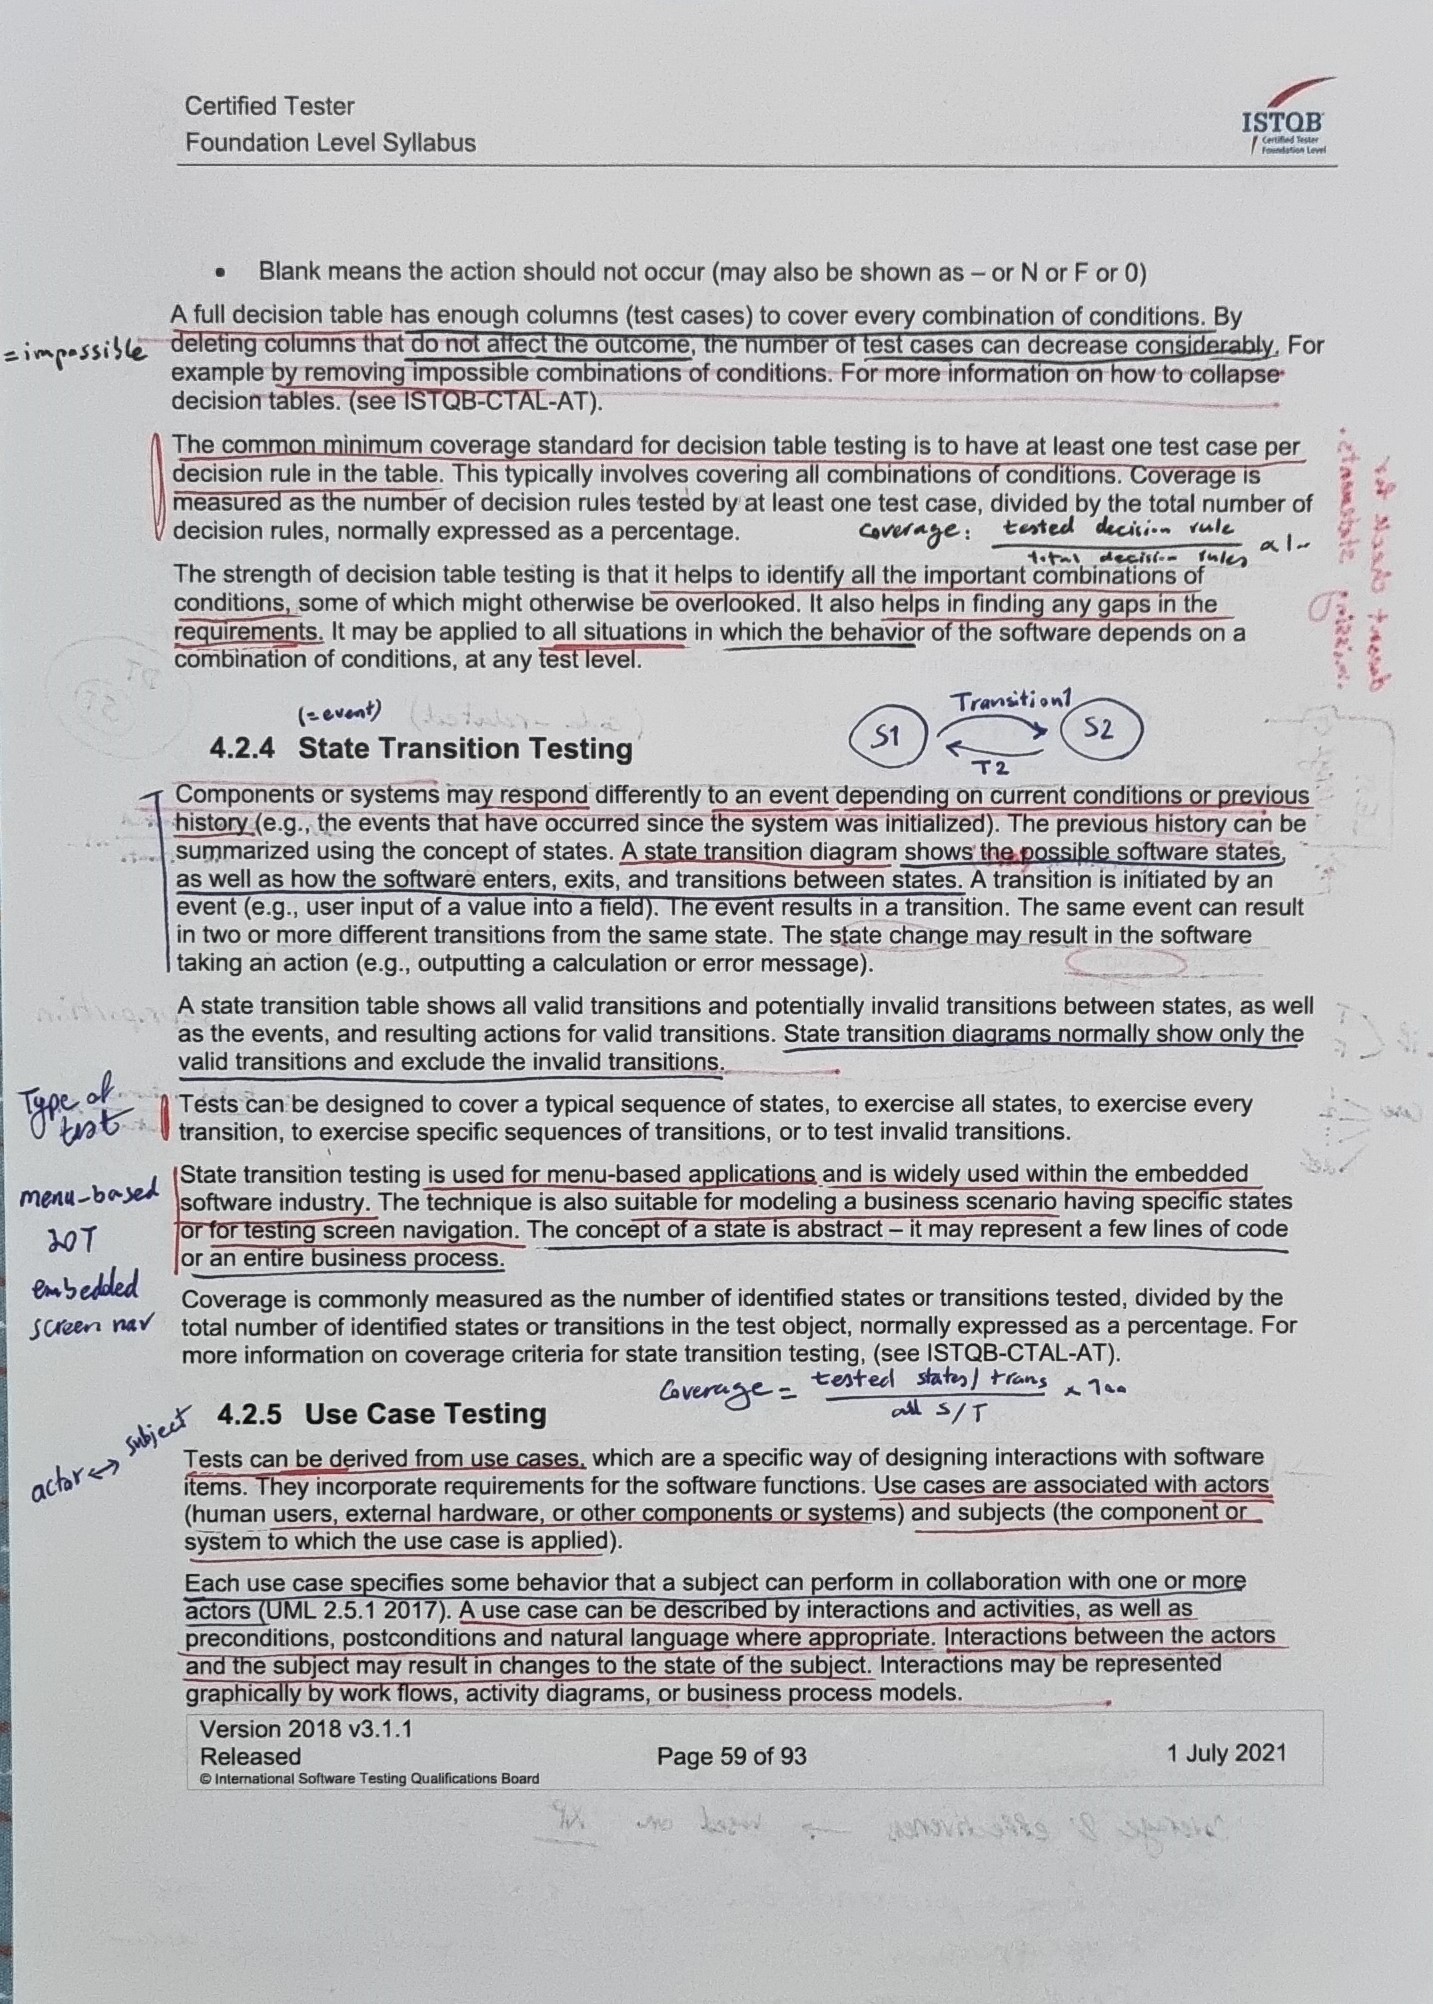 Certified Tester
Foundation Level Syllabus
ISTQB
Certified Tester
Foundation Level
• Blank means the action should not occur (may also be shown as – or N or F or 0)
A full decision table has enough columns (test cases) to cover every combination of conditions. By
= impossible
deleting columns that do not affect the outcome, the number of test cases can decrease considerably. For
example by removing impossible combinations of conditions. For more information on how to collapse
decision tables. (see ISTQB-CTAL-AT).
The common minimum coverage standard for decision table testing is to have at least one test case per
decision rule in the table. This typically involves covering all combinations of conditions. Coverage is
measured as the number of decision rules tested by at least one test case, divided by the total number of
decision rules, normally expressed as a percentage.
Coverage: tested decision rule
total decision rules
The strength of decision table testing is that it helps to identify all the important combinations of
conditions, some of which might otherwise be overlooked. It also helps in finding any gaps in the
requirements. It may be applied to all situations in which the behavior of the software depends on a
combination of conditions, at any test level.
(= event)
Transition1
S1
S2
T2
4.2.4 State Transition Testing
Components or systems may respond differently to an event depending on current conditions or previous
history (e.g., the events that have occurred since the system was initialized). The previous history can be
summarized using the concept of states. A state transition diagram shows the possible software states,
as well as how the software enters, exits, and transitions between states. A transition is initiated by an
event (e.g., user input of a value into a field). The event results in a transition. The same event can result
in two or more different transitions from the same state. The state change may result in the software
taking an action (e.g., outputting a calculation or error message).
A state transition table shows all valid transitions and potentially invalid transitions between states, as well
as the events, and resulting actions for valid transitions. State transition diagrams normally show only the
valid transitions and exclude the invalid transitions.
Type of
test
Tests can be designed to cover a typical sequence of states, to exercise all states, to exercise every
transition, to exercise specific sequences of transitions, or to test invalid transitions.
menu-based
IOT
embedded
screen nav
State transition testing is used for menu-based applications and is widely used within the embedded
software industry. The technique is also suitable for modeling a business scenario having specific states
or for testing screen navigation. The concept of a state is abstract – it may represent a few lines of code
or an entire business process.
Coverage is commonly measured as the number of identified states or transitions tested, divided by the
total number of identified states or transitions in the test object, normally expressed as a percentage. For
more information on coverage criteria for state transition testing, (see ISTQB-CTAL-AT).
Coverage = tested states/trans x 100
all S/T
actor ↔ subject
4.2.5 Use Case Testing
Tests can be derived from use cases, which are a specific way of designing interactions with software
items. They incorporate requirements for the software functions. Use cases are associated with actors
(human users, external hardware, or other components or systems) and subjects (the component or
system to which the use case is applied).
Each use case specifies some behavior that a subject can perform in collaboration with one or more
actors (UML 2.5.1 2017). A use case can be described by interactions and activities, as well as
preconditions, postconditions and natural language where appropriate. Interactions between the actors
and the subject may result in changes to the state of the subject. Interactions may be represented
graphically by work flows, activity diagrams, or business process models.
Version 2018 v3.1.1
Released
Page 59 of 93
1 July 2021
© International Software Testing Qualifications Board